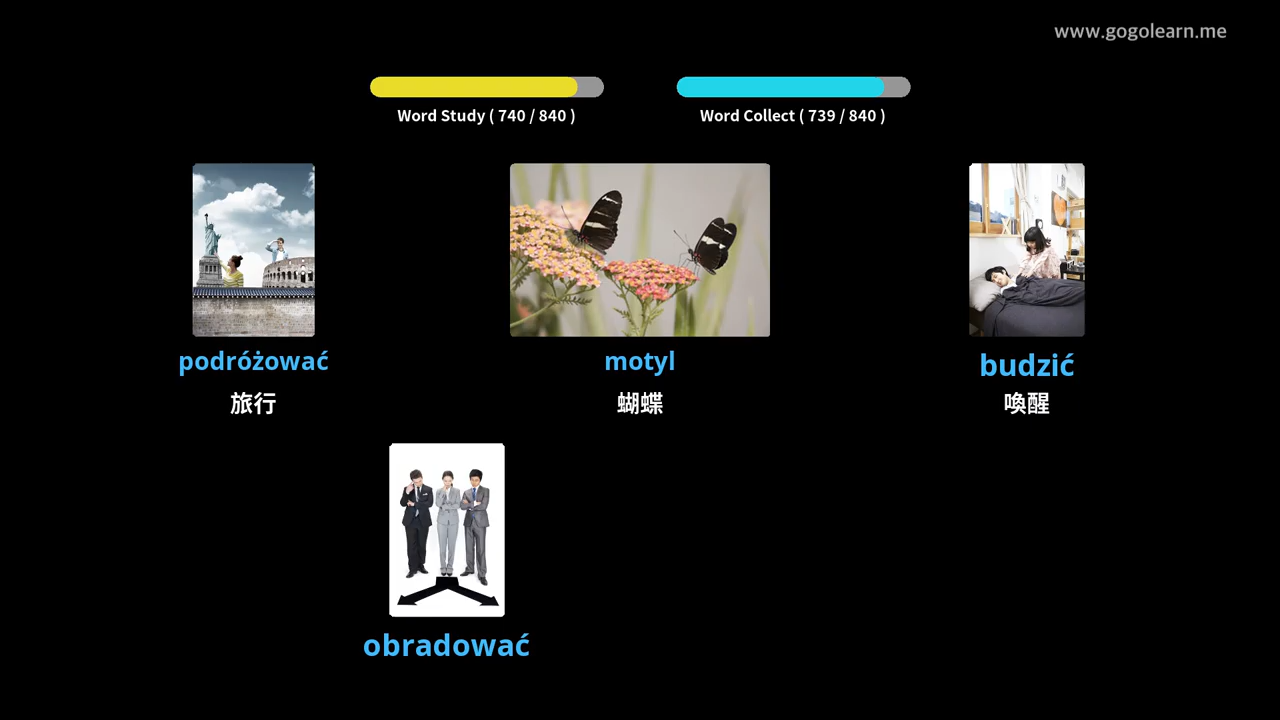 www.gogolearn.me
Word Study ( 740 / 840 )
Word Collect ( 739 / 840 )
podróżować
motyl
budzić
旅行
蝴蝶
喚醒
obradować